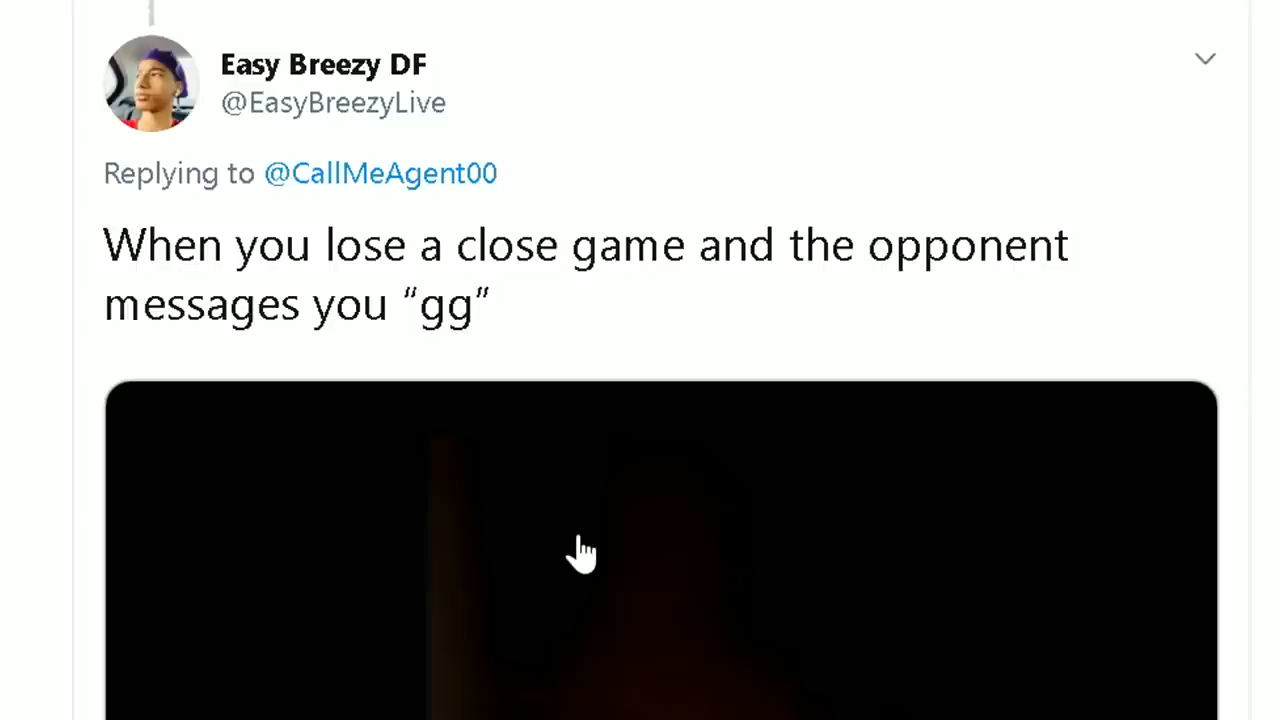 Easy Breezy DF
@EasyBreezyLive
Replying to @CallMeAgent00
When you lose a close game and the opponent
messages you “gg”